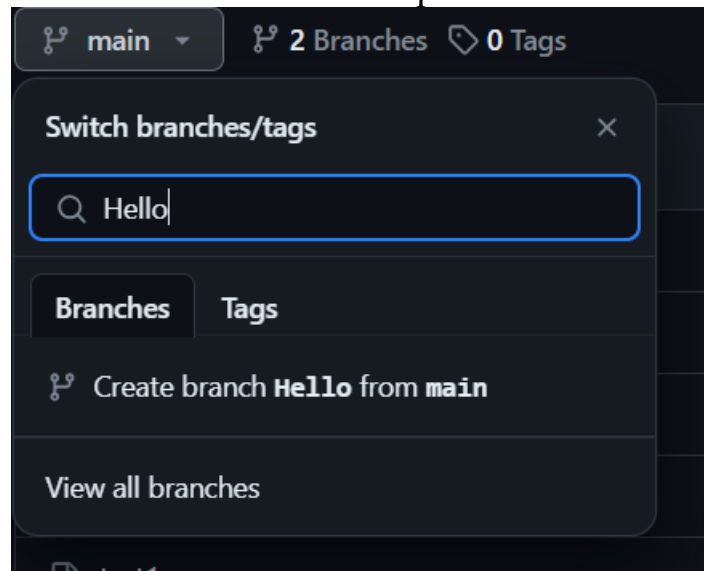 main 2 Branches 0 Tags
Switch branches/tags
Hello
Branches Tags
Create branch Hello from main
View all branches